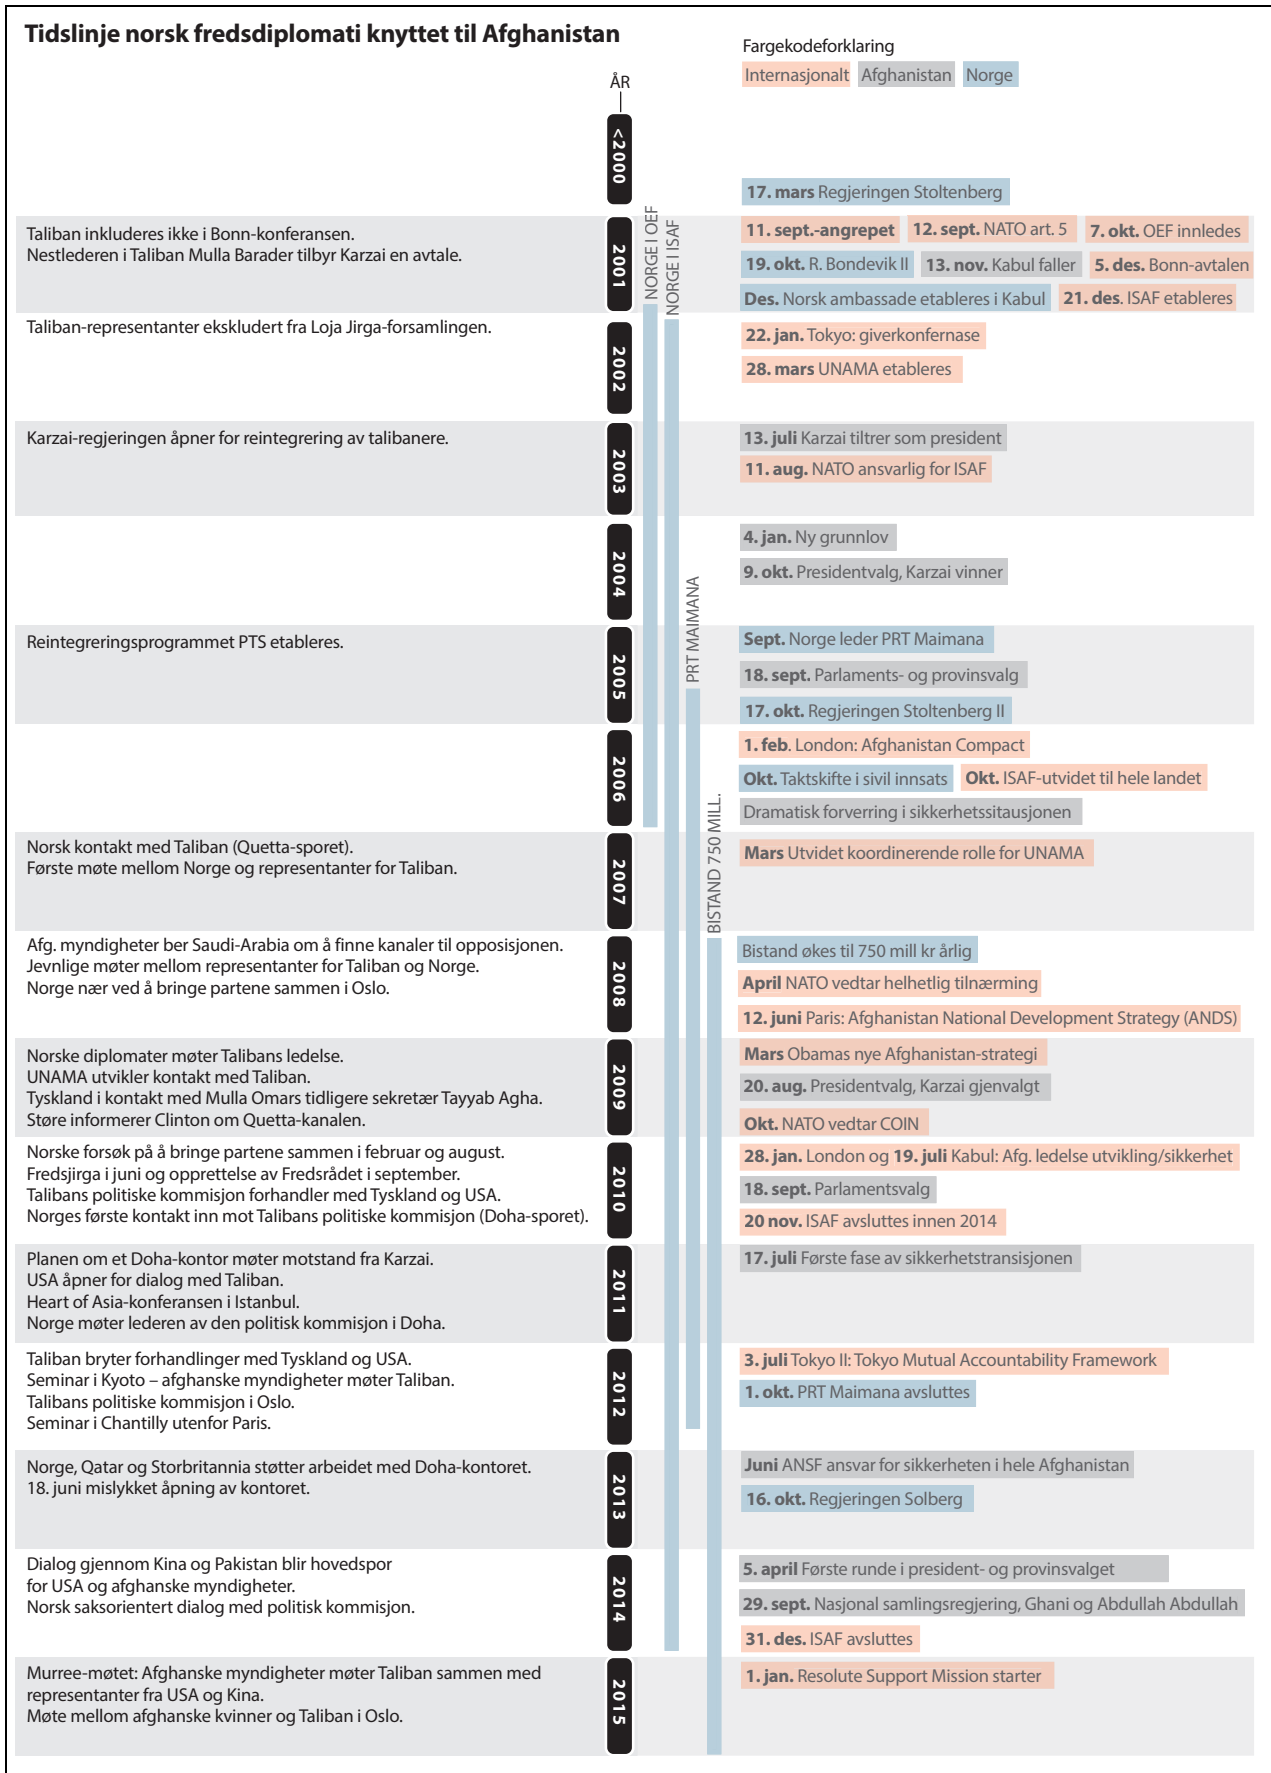 Tidslinje norsk fredsdiplomati knyttet til Afghanistan
Fargekodeforklaring
Internasjonalt Afghanistan Norge
ÅR
<2000
17. mars Regjeringen Stoltenberg
NORGE I OEF
NORGE I ISAF
Taliban inkluderes ikke i Bonn-konferansen.
Nestlederen i Taliban Mulla Barader tilbyr Karzai en avtale.
2001
11. sept.-angrepet 12. sept. NATO art. 5 7. okt. OEF innledes
19. okt. R. Bondevik II 13. nov. Kabul faller 5. des. Bonn-avtalen
Des. Norsk ambassade etableres i Kabul 21. des. ISAF etableres
Taliban-representanter ekskludert fra Loja Jirga-forsamlingen.
2002
22. jan. Tokyo: giverkonfernase
28. mars UNAMA etableres
Karzai-regjeringen åpner for reintegrering av talibanere.
2003
13. juli Karzai tiltrer som president
11. aug. NATO ansvarlig for ISAF
2004
4. jan. Ny grunnlov
9. okt. Presidentvalg, Karzai vinner
PRT MAIMANA
Reintegreringsprogrammet PTS etableres.
2005
Sept. Norge leder PRT Maimana
18. sept. Parlaments- og provinsvalg
17. okt. Regjeringen Stoltenberg II
2006
1. feb. London: Afghanistan Compact
Okt. Taktskifte i sivil innsats Okt. ISAF-utvidet til hele landet
Dramatisk forverring i sikkerhetssitausjonen
BISTAND 750 MILL.
Norsk kontakt med Taliban (Quetta-sporet).
Første møte mellom Norge og representanter for Taliban.
2007
Mars Utvidet koordinerende rolle for UNAMA
Afg. myndigheter ber Saudi-Arabia om å finne kanaler til opposisjonen.
Jevnlige møter mellom representanter for Taliban og Norge.
Norge nær ved å bringe partene sammen i Oslo.
2008
Bistand økes til 750 mill kr årlig
April NATO vedtar helhetlig tilnærming
12. juni Paris: Afghanistan National Development Strategy (ANDS)
Norske diplomater møter Talibans ledelse.
UNAMA utvikler kontakt med Taliban.
Tyskland i kontakt med Mulla Omars tidligere sekretær Tayyab Agha.
Støre informerer Clinton om Quetta-kanalen.
2009
Mars Obamas nye Afghanistan-strategi
20. aug. Presidentvalg, Karzai gjenvalgt
Okt. NATO vedtar COIN
Norske forsøk på å bringe partene sammen i februar og august.
Fredsjirga i juni og opprettelse av Fredsrådet i september.
Talibans politiske kommisjon forhandler med Tyskland og USA.
Norges første kontakt inn mot Talibans politiske kommisjon (Doha-sporet).
2010
28. jan. London og 19. juli Kabul: Afg. ledelse utvikling/sikkerhet
18. sept. Parlamentsvalg
20 nov. ISAF avsluttes innen 2014
Planen om et Doha-kontor møter motstand fra Karzai.
USA åpner for dialog med Taliban.
Heart of Asia-konferansen i Istanbul.
Norge møter lederen av den politisk kommisjon i Doha.
2011
17. juli Første fase av sikkerhetstransisjonen
Taliban bryter forhandlinger med Tyskland og USA.
Seminar i Kyoto – afghanske myndigheter møter Taliban.
Talibans politiske kommisjon i Oslo.
Seminar i Chantilly utenfor Paris.
2012
3. juli Tokyo II: Tokyo Mutual Accountability Framework
1. okt. PRT Maimana avsluttes
Norge, Qatar og Storbritannia støtter arbeidet med Doha-kontoret.
18. juni mislykket åpning av kontoret.
2013
Juni ANSF ansvar for sikkerheten i hele Afghanistan
16. okt. Regjeringen Solberg
Dialog gjennom Kina og Pakistan blir hovedspor
for USA og afghanske myndigheter.
Norsk saksorientert dialog med politisk kommisjon.
2014
5. april Første runde i president- og provinsvalget
29. sept. Nasjonal samlingsregjering, Ghani og Abdullah Abdullah
31. des. ISAF avsluttes
Murree-møtet: Afghanske myndigheter møter Taliban sammen med
representanter fra USA og Kina.
Møte mellom afghanske kvinner og Taliban i Oslo.
2015
1. jan. Resolute Support Mission starter